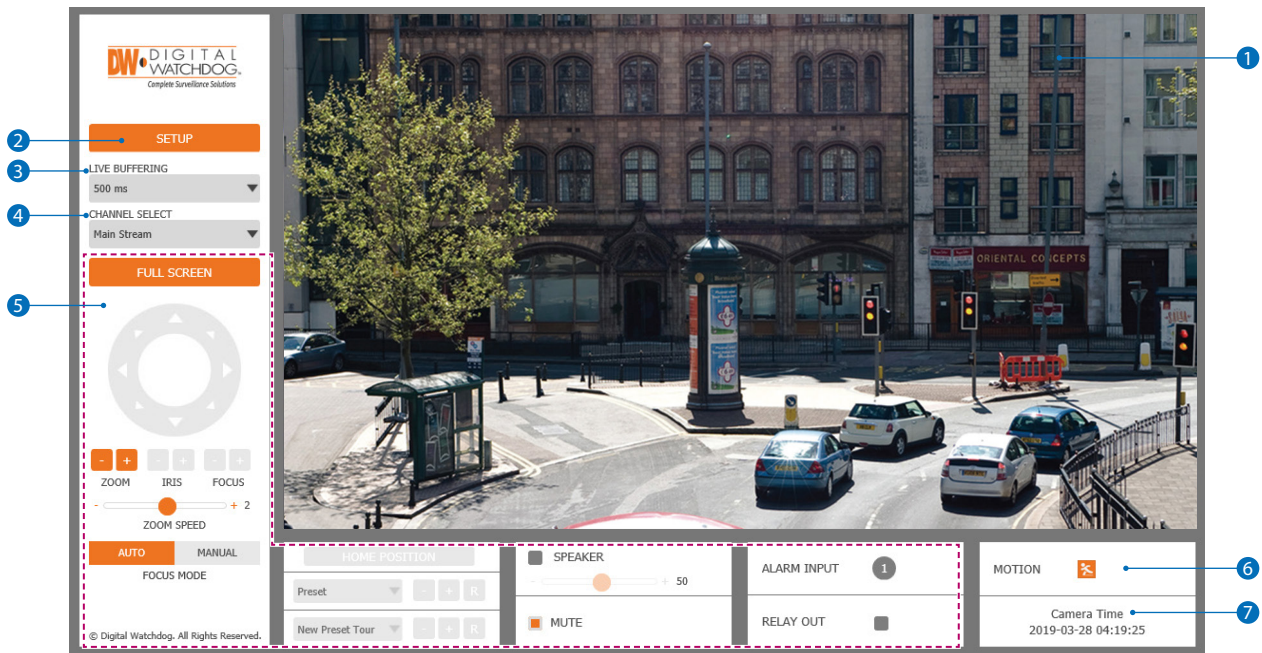 DW DIGITAL
WATCHDOG
Complete Surveillance Solutions
1
2
SETUP
3
LIVE BUFFERING
500 ms
4
CHANNEL SELECT
Main Stream
FULL SCREEN
5
- + - + - +
ZOOM IRIS FOCUS
- + 2
ZOOM SPEED
AUTO MANUAL
FOCUS MODE
© Digital Watchdog. All Rights Reserved.
ORIENTAL CONCEPTS
HOME POSITION
Preset - + R
New Preset Tour - + R
SPEAKER
- + 50
MUTE
ALARM INPUT 1
RELAY OUT
MOTION
6
Camera Time
7
2019-03-28 04:19:25